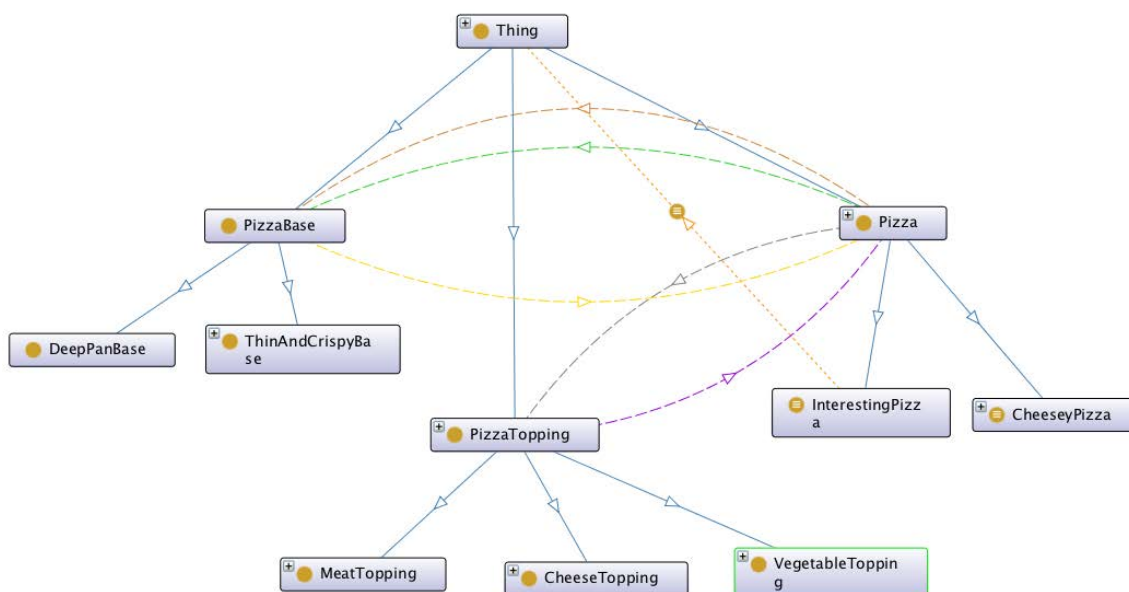 Thing
PizzaBase
Pizza
DeepPanBase
ThinAndCrispyBa
se
InterestingPizz
a
CheeseyPizza
PizzaTopping
MeatTopping
CheeseTopping
VegetableToppin
g